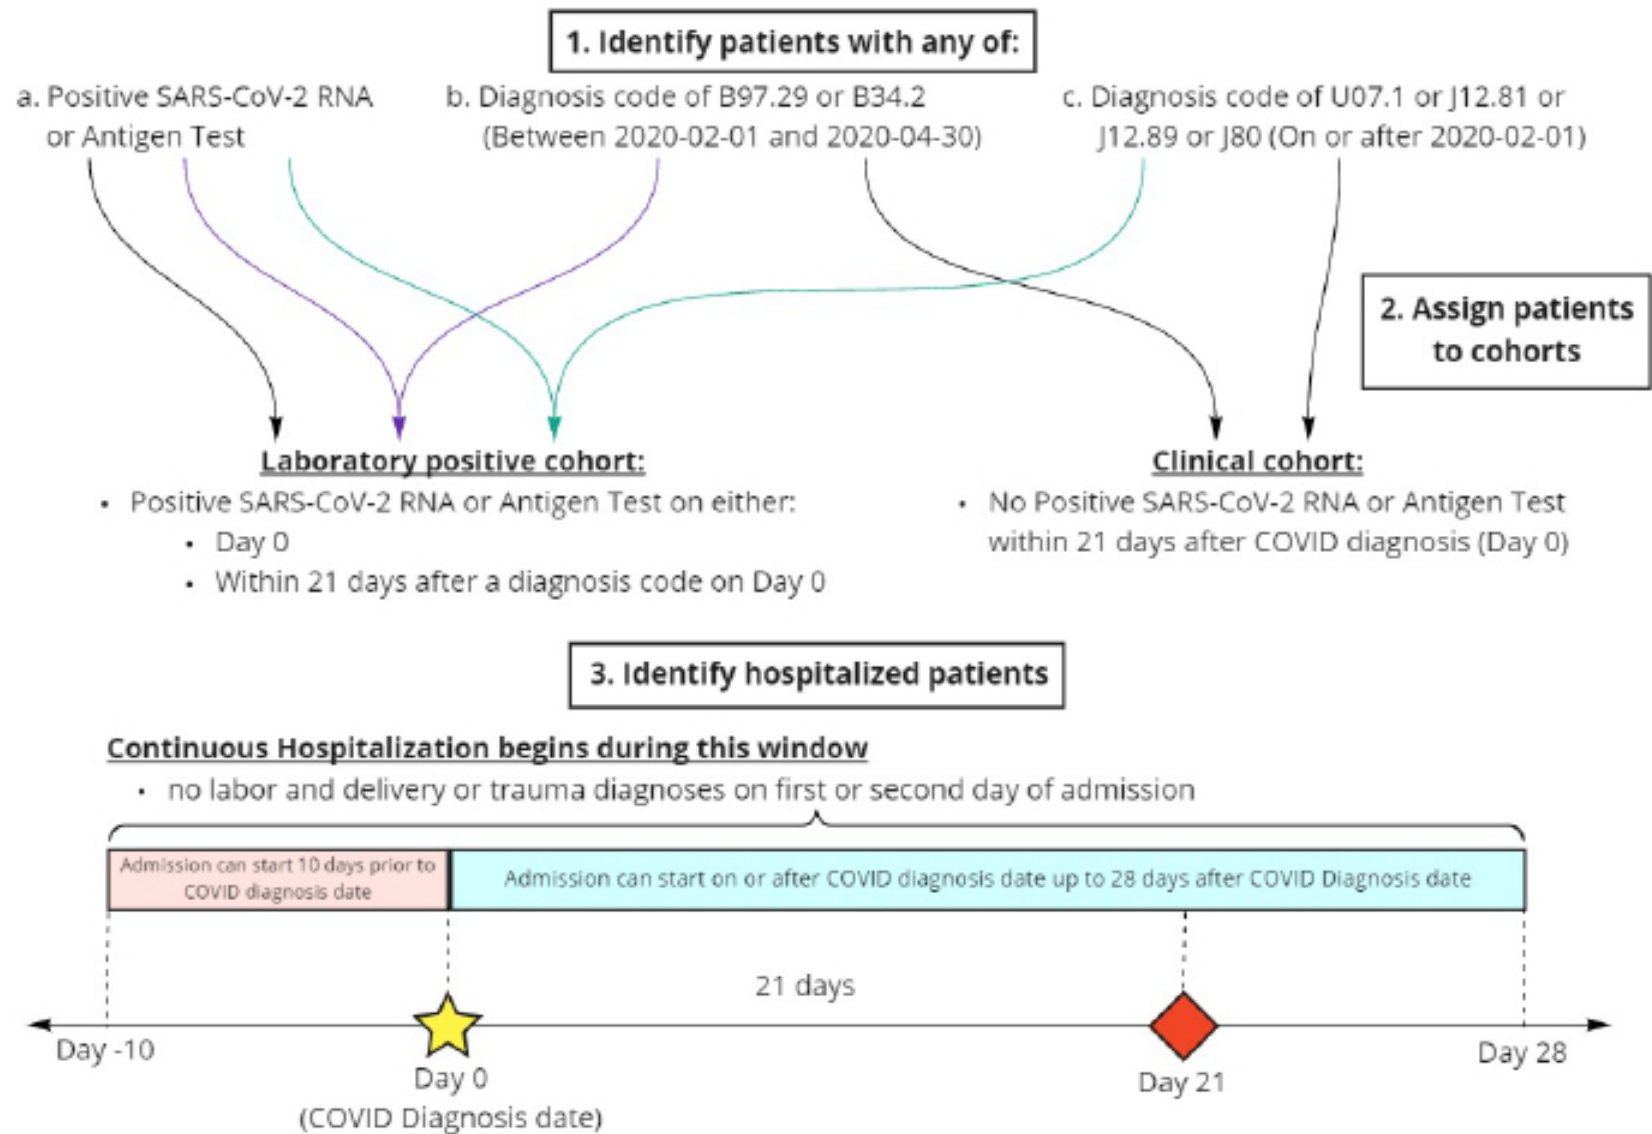 1. Identify patients with any of:
a. Positive SARS-CoV-2 RNA
or Antigen Test
b. Diagnosis code of B97.29 or B34.2
(Between 2020-02-01 and 2020-04-30)
c. Diagnosis code of U07.1 or J12.81 or
J12.89 or J80 (On or after 2020-02-01)
2. Assign patients
to cohorts
Laboratory positive cohort:
• Positive SARS-CoV-2 RNA or Antigen Test on either:
• Day 0
• Within 21 days after a diagnosis code on Day 0
Clinical cohort:
• No Positive SARS-CoV-2 RNA or Antigen Test
within 21 days after COVID diagnosis (Day 0)
3. Identify hospitalized patients
Continuous Hospitalization begins during this window
• no labor and delivery or trauma diagnoses on first or second day of admission
Admission can start 10 days prior to
COVID diagnosis date
Admission can start on or after COVID diagnosis date up to 28 days after COVID Diagnosis date
21 days
Day -10
Day 0
(COVID Diagnosis date)
Day 21
Day 28